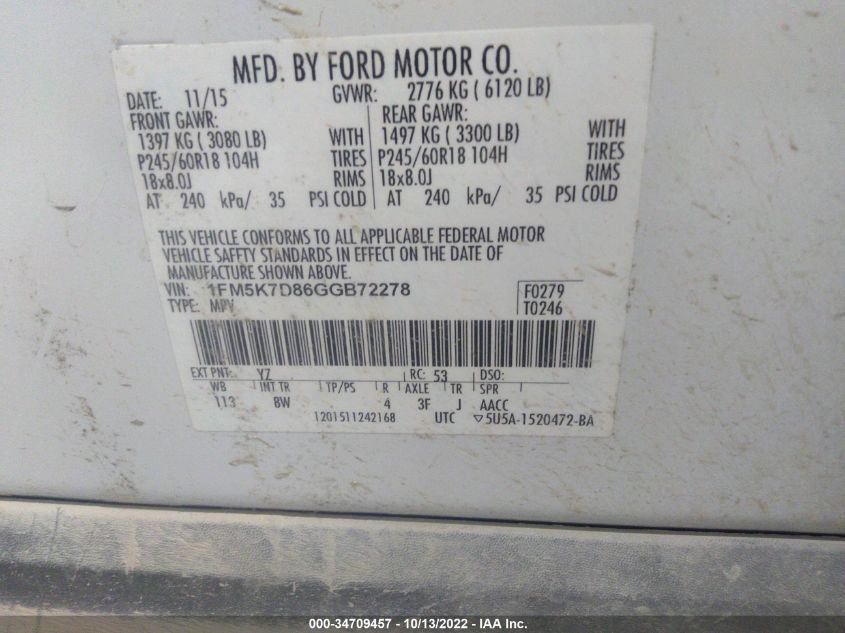 MFD. BY FORD MOTOR CO.
DATE: 11/15 GVWR: 2776 KG ( 6120 LB)
FRONT GAWR: REAR GAWR:
1397 KG ( 3080 LB) WITH 1497 KG ( 3300 LB) WITH
P245/60R18 104H TIRES P245/60R18 104H TIRES
18x8.0J RIMS 18x8.0J RIMS
AT 240 kPa/ 35 PSI COLD AT 240 kPa/ 35 PSI COLD
THIS VEHICLE CONFORMS TO ALL APPLICABLE FEDERAL MOTOR
VEHICLE SAFETY STANDARDS IN EFFECT ON THE DATE OF
MANUFACTURE SHOWN ABOVE.
VIN: 1FM5K7D86GGB72278 F0279
TYPE: MPV T0246
EXT PNT: YZ RC: 53 DSO:
WB INT TR TP/PS R AXLE TR SPR
113 8W 4 3F J AACC
1201511242168 UTC ▽5U5A-1520472-BA
000-34709457 - 10/13/2022 - IAA Inc.